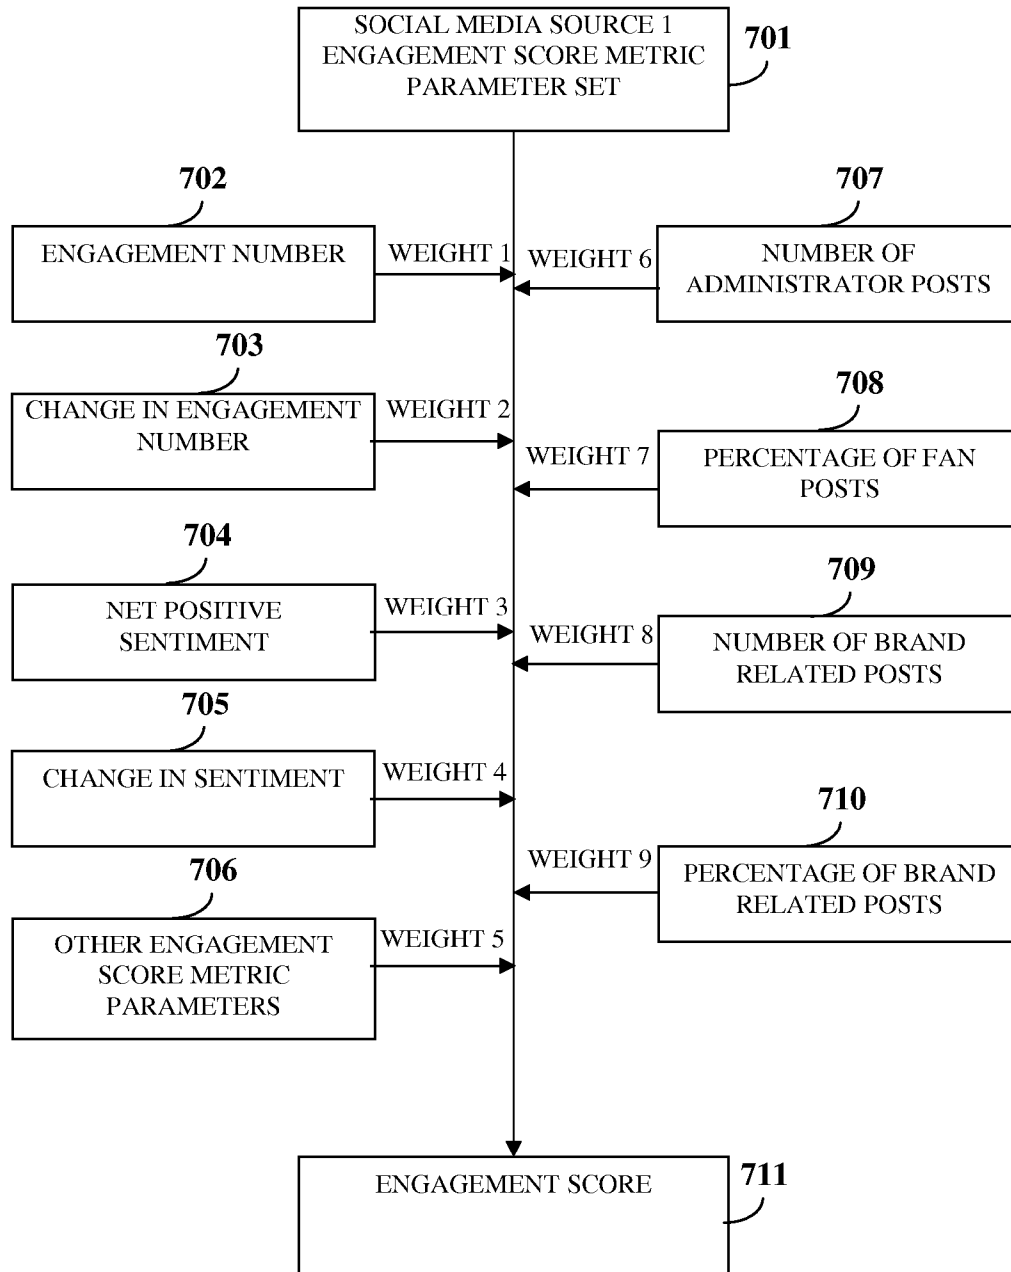 SOCIAL MEDIA SOURCE 1
ENGAGEMENT SCORE METRIC
PARAMETER SET
701
702
ENGAGEMENT NUMBER
WEIGHT 1
WEIGHT 6
707
NUMBER OF
ADMINISTRATOR POSTS
703
CHANGE IN ENGAGEMENT
NUMBER
WEIGHT 2
WEIGHT 7
708
PERCENTAGE OF FAN
POSTS
704
NET POSITIVE
SENTIMENT
WEIGHT 3
WEIGHT 8
709
NUMBER OF BRAND
RELATED POSTS
705
CHANGE IN SENTIMENT
WEIGHT 4
WEIGHT 9
710
PERCENTAGE OF BRAND
RELATED POSTS
706
OTHER ENGAGEMENT
SCORE METRIC
PARAMETERS
WEIGHT 5
ENGAGEMENT SCORE
711